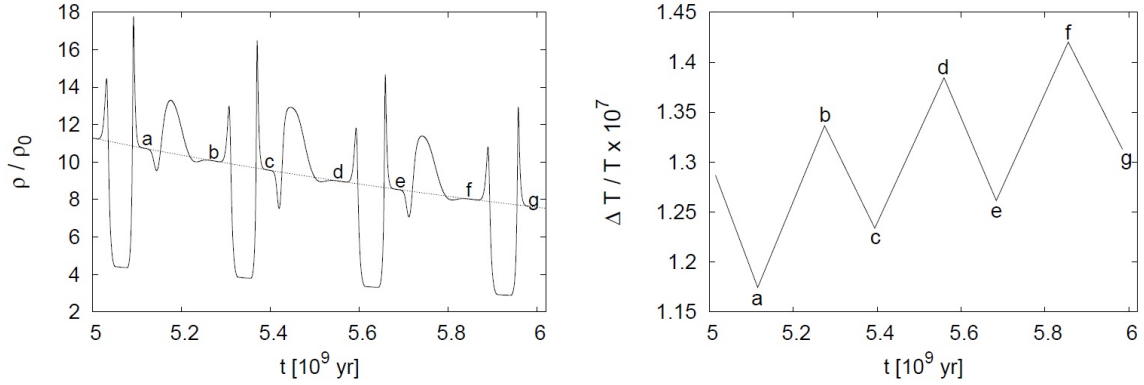 18
16
14
12
10
8
6
4
2
ρ / ρ0
a
b
c
d
e
f
g
5
5.2
5.4
5.6
5.8
6
t [10^9 yr]
1.45
1.4
1.35
1.3
1.25
1.2
1.15
Δ T / T x 10^7
a
b
c
d
e
f
g
5
5.2
5.4
5.6
5.8
6
t [10^9 yr]